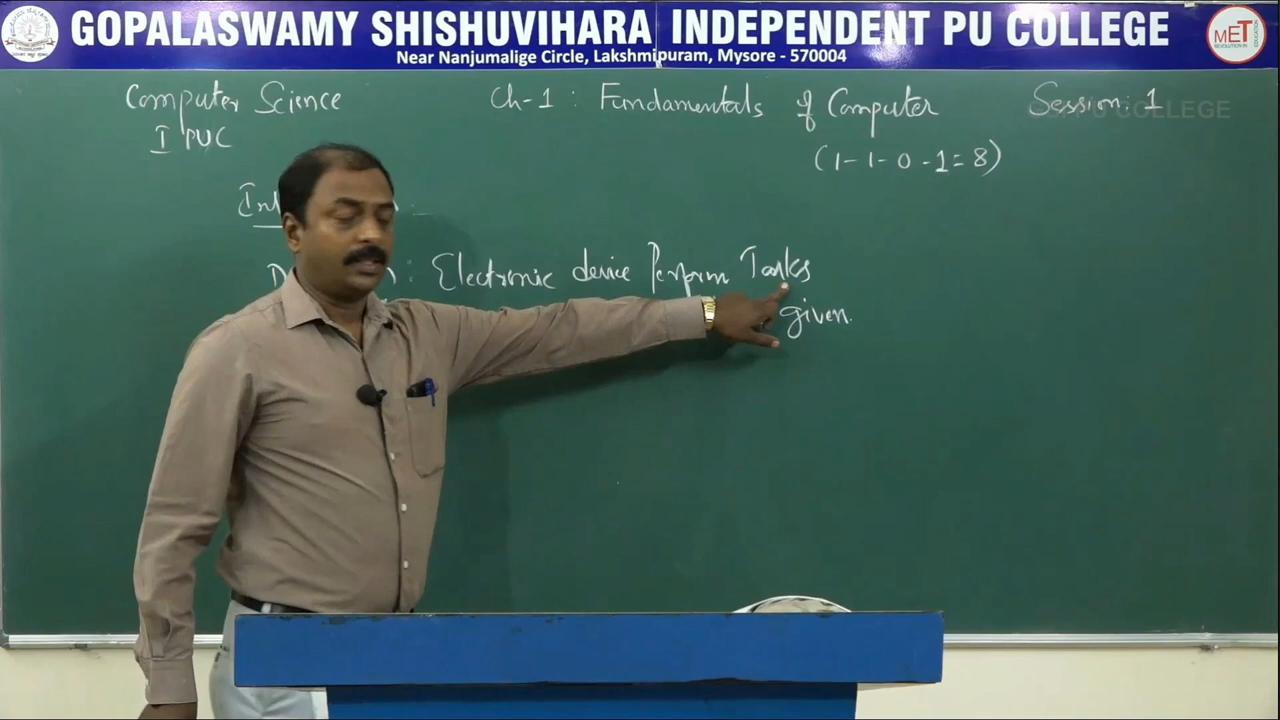 GOPALASWAMY SHISHUVIHARA INDEPENDENT PU COLLEGE
Near Nanjumalige Circle, Lakshmipuram, Mysore - 570004
MET
Computer Science Ch-1 : Fundamentals of Computer Session: 1
I PUC
(1-1-0-1=8)
: Electronic device Perform Tasks
given.